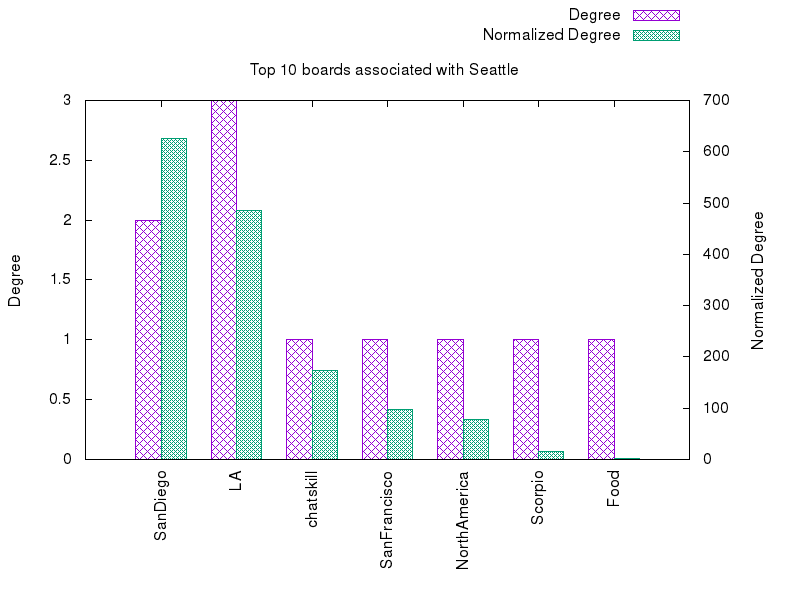 Degree
Normalized Degree
Top 10 boards associated with Seattle
3
2.5
2
1.5
1
0.5
0
700
600
500
400
300
200
100
0
Degree
Normalized Degree
SanDiego
LA
chatskill
SanFrancisco
NorthAmerica
Scorpio
Food